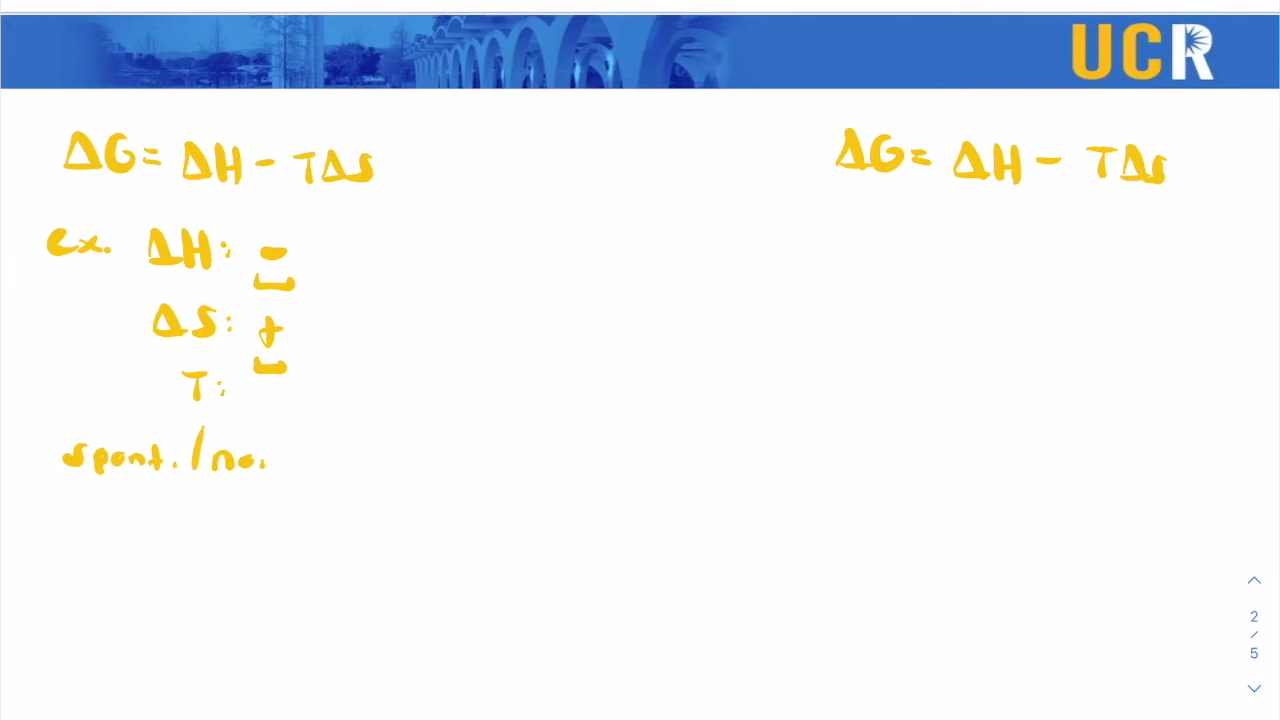 UCR
ΔG = ΔH - TΔS
ΔG = ΔH - TΔS
ex. ΔH: -
ΔS: +
T:
spont. / no.
2
/
5